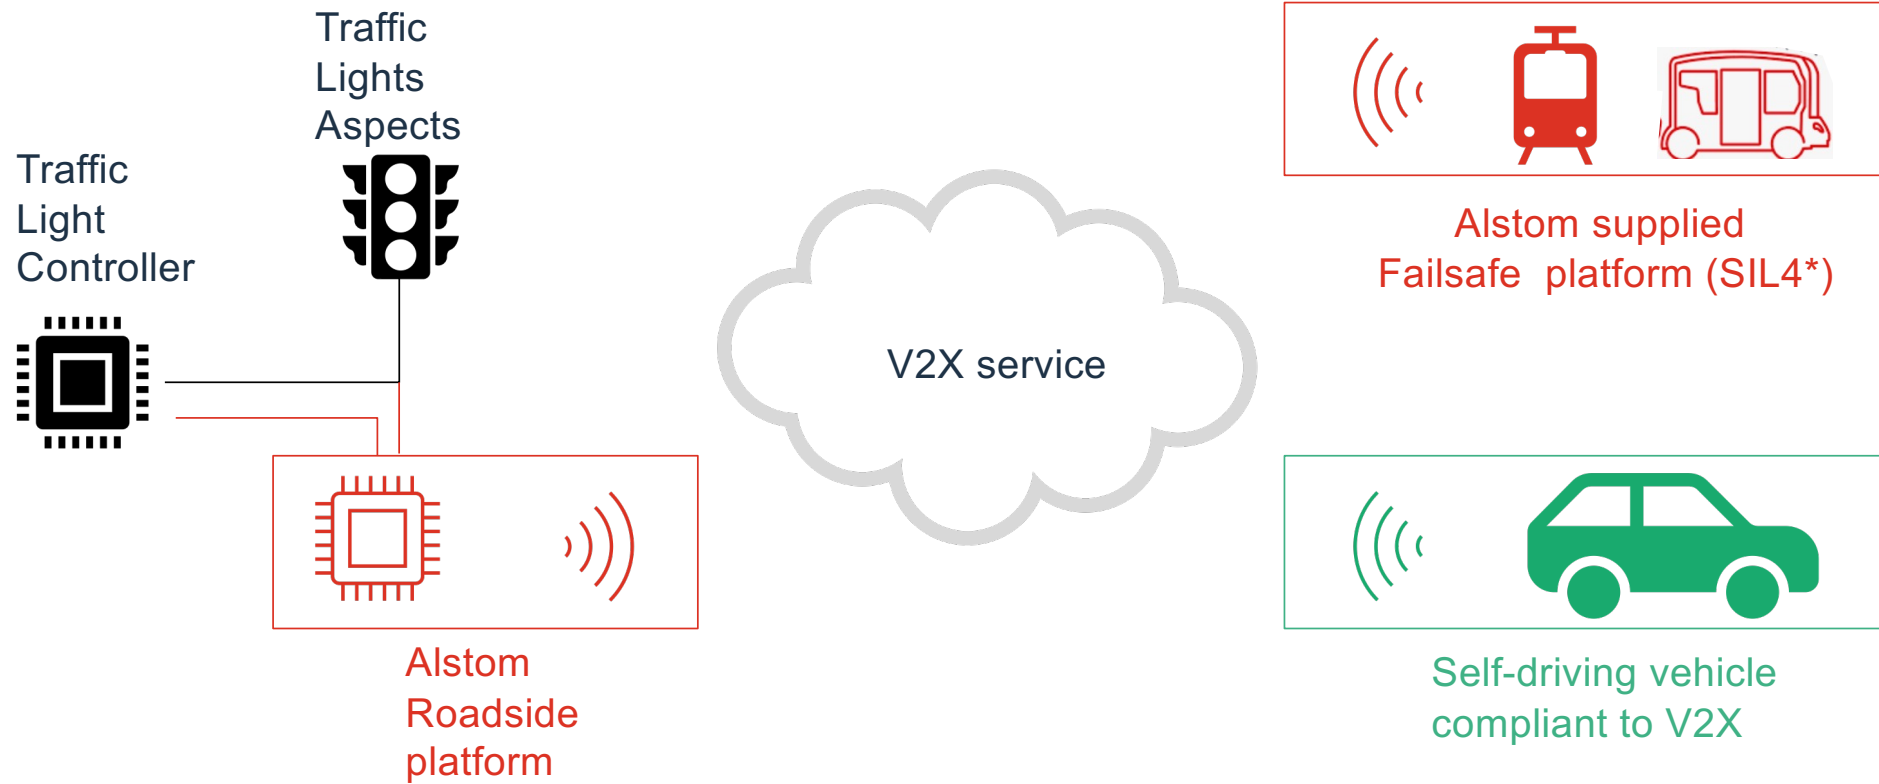 Traffic
Lights
Aspects
Traffic
Light
Controller
Alstom supplied
Failsafe  platform (SIL4*)
V2X service
Alstom
Roadside
platform
Self-driving vehicle
compliant to V2X